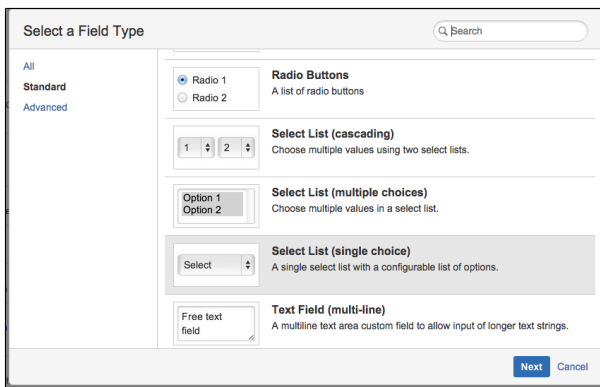 Select a Field Type
Search
All
Standard
Advanced
Radio 1
Radio 2
Radio Buttons
A list of radio buttons
1 2
Select List (cascading)
Choose multiple values using two select lists.
Option 1
Option 2
Select List (multiple choices)
Choose multiple values in a select list.
Select
Select List (single choice)
A single select list with a configurable list of options.
Free text
field
Text Field (multi-line)
A multiline text area custom field to allow input of longer text strings.
Next Cancel